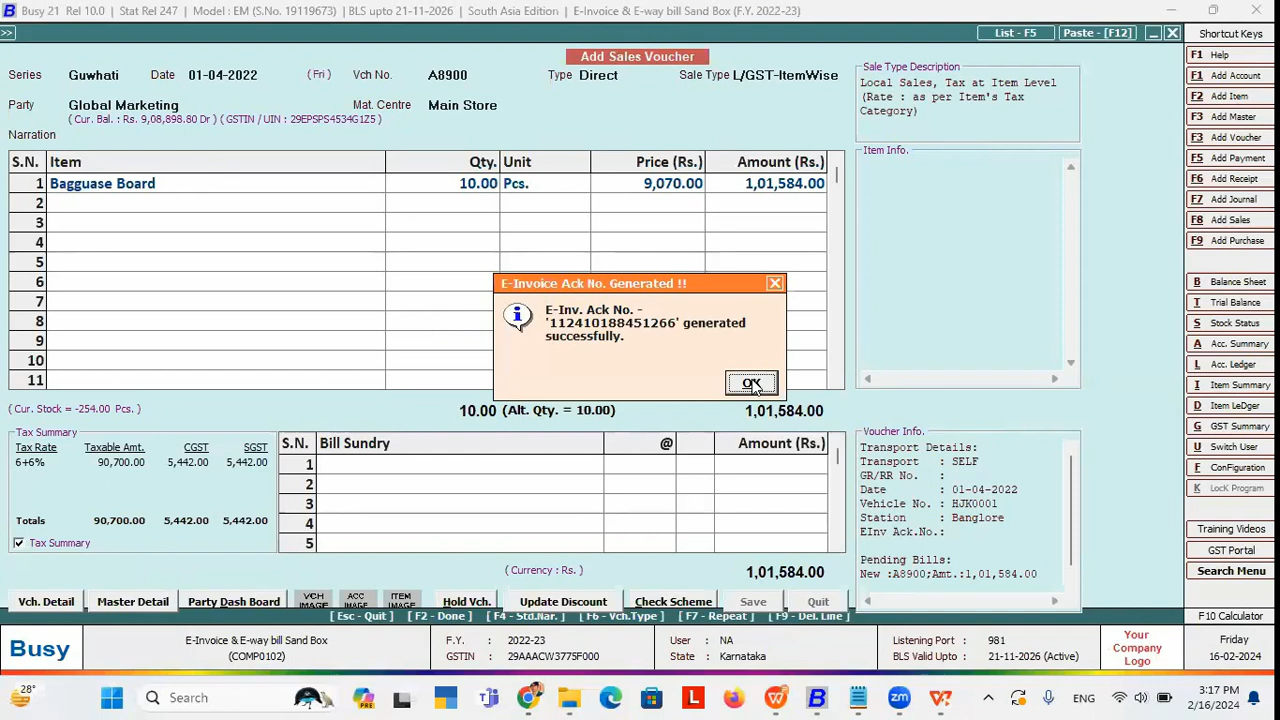 Busy 21 Rel 10.0 | Stat Rel 247 | Model : EM (S.No. 19119673) | BLS upto 21-11-2026 | South Asia Edition | E-Invoice & E-way bill Sand Box (F.Y. 2022-23)
>> List - F5 Paste - [F12] Shortcut Keys
Add Sales Voucher
Series Guwhati Date 01-04-2022 (Fri) Vch No. A8900 Type Direct Sale Type L/GST-ItemWise
Party Global Marketing Mat. Centre Main Store
( Cur. Bal. : Rs. 9,06,898.80 Dr ) ( GSTIN / UIN : 29EPSPS4534G1Z5 )
Narration
Sale Type Description
Local Sales, Tax at Item Level
(Rate : as per Item's Tax
Category)
Item Info.
S.N. Item Qty. Unit Price (Rs.) Amount (Rs.)
1 Bagguase Board 10.00 Pcs. 9,070.00 1,01,584.00
2
3
4
5
6
7
8
9
10
11
E-Invoice Ack No. Generated !!
E-Inv. Ack No. -
'112410188451266' generated
successfully.
OK
( Cur. Stock = -254.00 Pcs. ) 10.00 (Alt. Qty. = 10.00) 1,01,584.00
Tax Summary
Tax Rate Taxable Amt. CGST SGST
6+6% 90,700.00 5,442.00 5,442.00
Totals 90,700.00 5,442.00 5,442.00
Tax Summary
S.N. Bill Sundry @ Amount (Rs.)
1
2
3
4
5
( Currency : Rs. ) 1,01,584.00
Voucher Info.
Transport Details:
Transport : SELF
GR/RR No. :
Date : 01-04-2022
Vehicle No. : HJK0001
Station : Banglore
EInv Ack.No.:
Pending Bills:
New :A8900;Amt.:1,01,584.00
Vch. Detail Master Detail Party Dash Board VCH IMAGE ACC IMAGE ITEM IMAGE Hold Vch. Update Discount Check Scheme Save Quit
[ Esc - Quit ] [ F2 - Done ] [ F4 - Std.Nar. ] [ F6 - Vch.Type ] [ F7 - Repeat ] [ F9 - Del. Line ]
F1 Help
F1 Add Account
F2 Add Item
F3 Add Master
F3 Add Voucher
F5 Add Payment
F6 Add Receipt
F7 Add Journal
F8 Add Sales
F9 Add Purchase
B Balance Sheet
T Trial Balance
S Stock Status
A Acc. Summary
L Acc. Ledger
I Item Summary
D Item LeDger
G GST Summary
U Switch User
F ConFiguration
K LocK Program
Training Videos
GST Portal
Search Menu
F10 Calculator
Busy
E-Invoice & E-way bill Sand Box
(COMP0102)
F.Y. : 2022-23
GSTIN : 29AAACW3775F000
User : NA
State : Karnataka
Listening Port : 981
BLS Valid Upto : 21-11-2026 (Active)
Your
Company
Logo
Friday
16-02-2024
28° Search PRE ENG 3:17 PM
2/16/2024